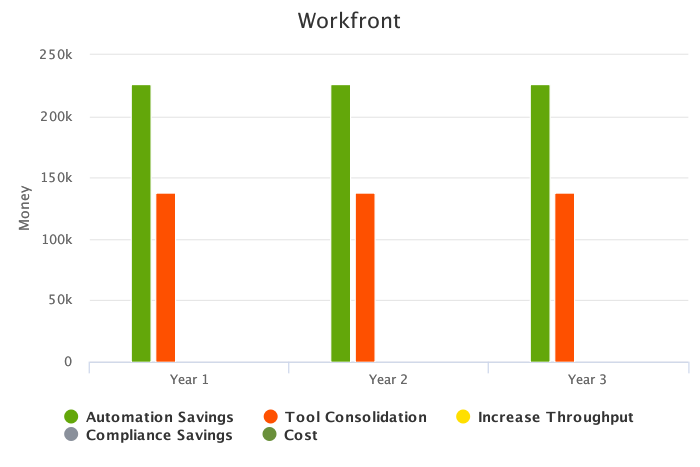 Workfront
250k
200k
150k
100k
50k
0
Money
Year 1
Year 2
Year 3
Automation Savings
Tool Consolidation
Increase Throughput
Compliance Savings
Cost